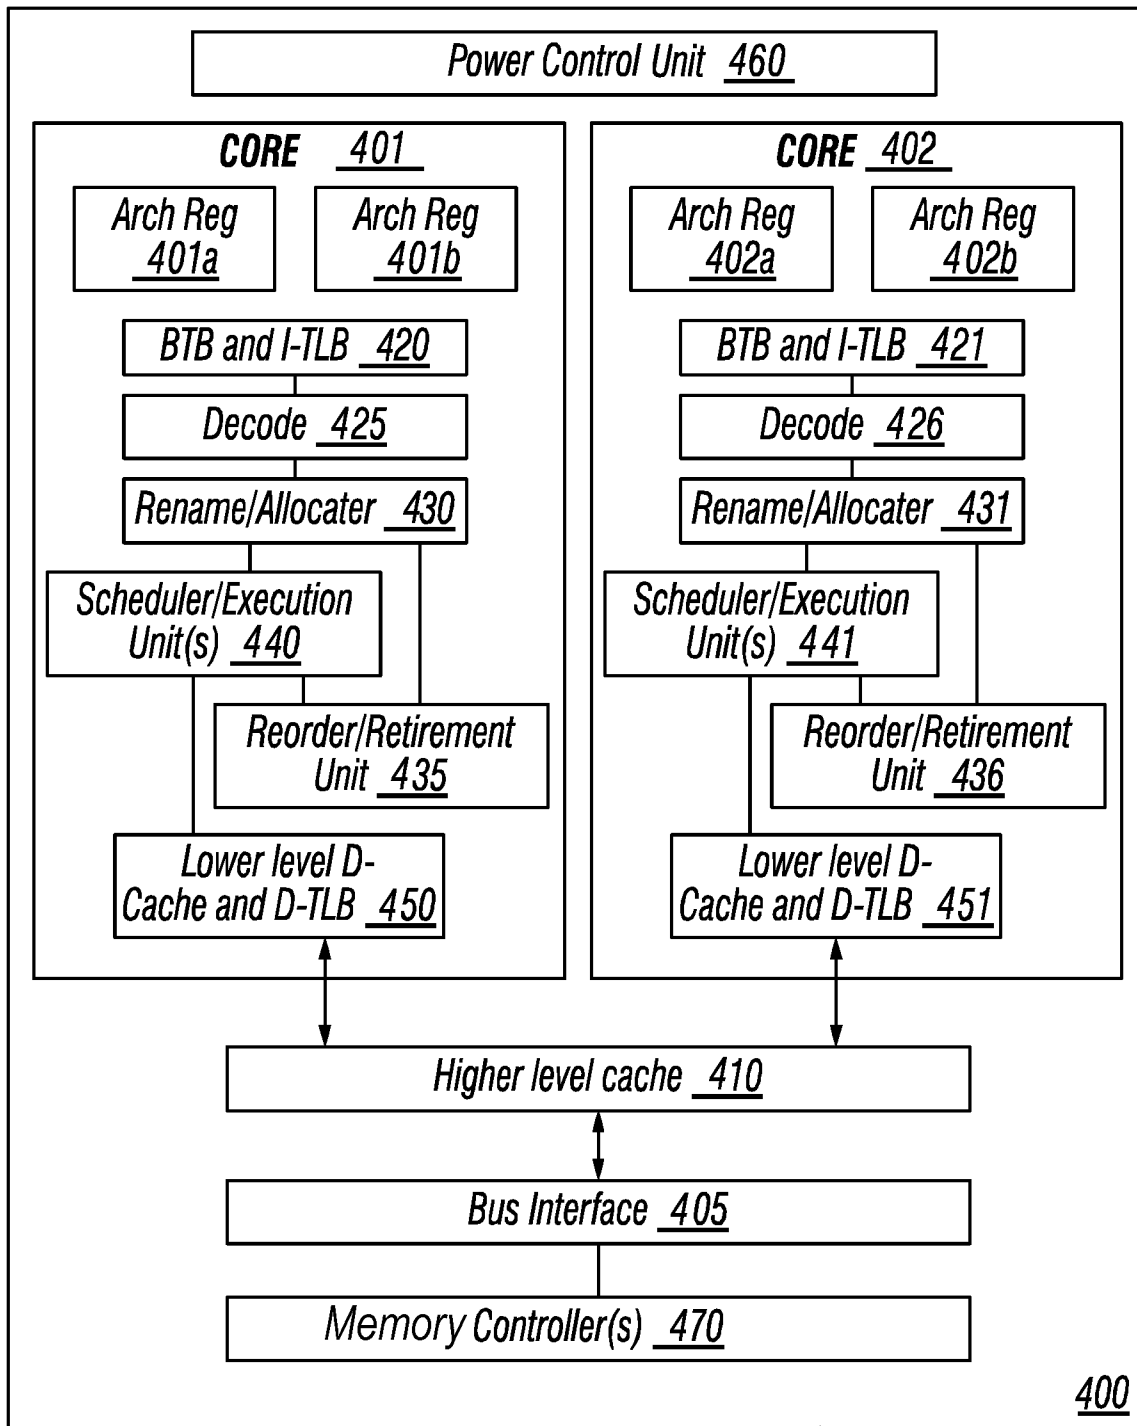 Power Control Unit 460
CORE 401
Arch Reg
401a
Arch Reg
401b
BTB and I-TLB 420
Decode 425
Rename/Allocater 430
Scheduler/Execution
Unit(s) 440
Reorder/Retirement
Unit 435
Lower level D-
Cache and D-TLB 450
CORE 402
Arch Reg
402a
Arch Reg
402b
BTB and I-TLB 421
Decode 426
Rename/Allocater 431
Scheduler/Execution
Unit(s) 441
Reorder/Retirement
Unit 436
Lower level D-
Cache and D-TLB 451
Higher level cache 410
Bus Interface 405
Memory Controller(s) 470
400